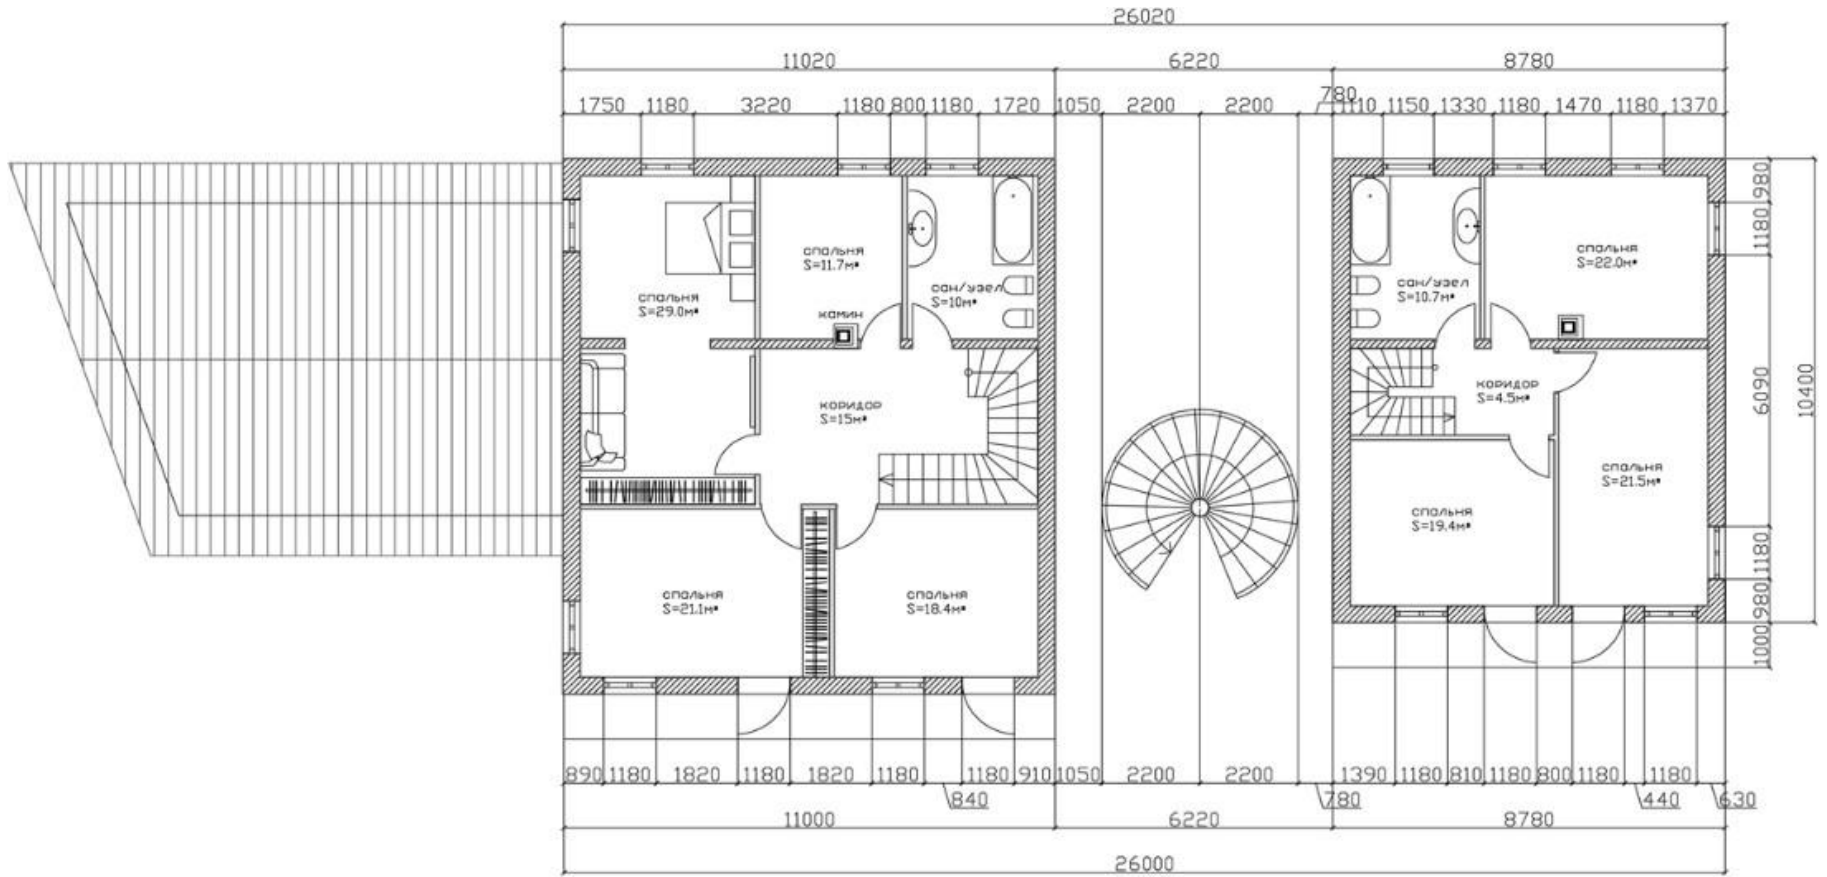 26020
11020 6220 8780
1750 1180 3220 1180 800 1180 1720 1050 2200 2200 780 1110 1150 1330 1180 1470 1180 1370
980
1180
6090
10400
1180
980
1000
спальня
S=29.0м²
спальня
S=11.7м²
камин
сан/узел
S=10м²
коридор
S=15м²
спальня
S=21.1м²
спальня
S=18.4м²
сан/узел
S=10.7м²
спальня
S=22.0м²
коридор
S=4.5м²
спальня
S=21.5м²
спальня
S=19.4м²
890 1180 1820 1180 1820 1180 1180 910 1050 2200 2200 1390 1180 810 1180 800 1180 1180
840 780 440 630
11000 6220 8780
26000